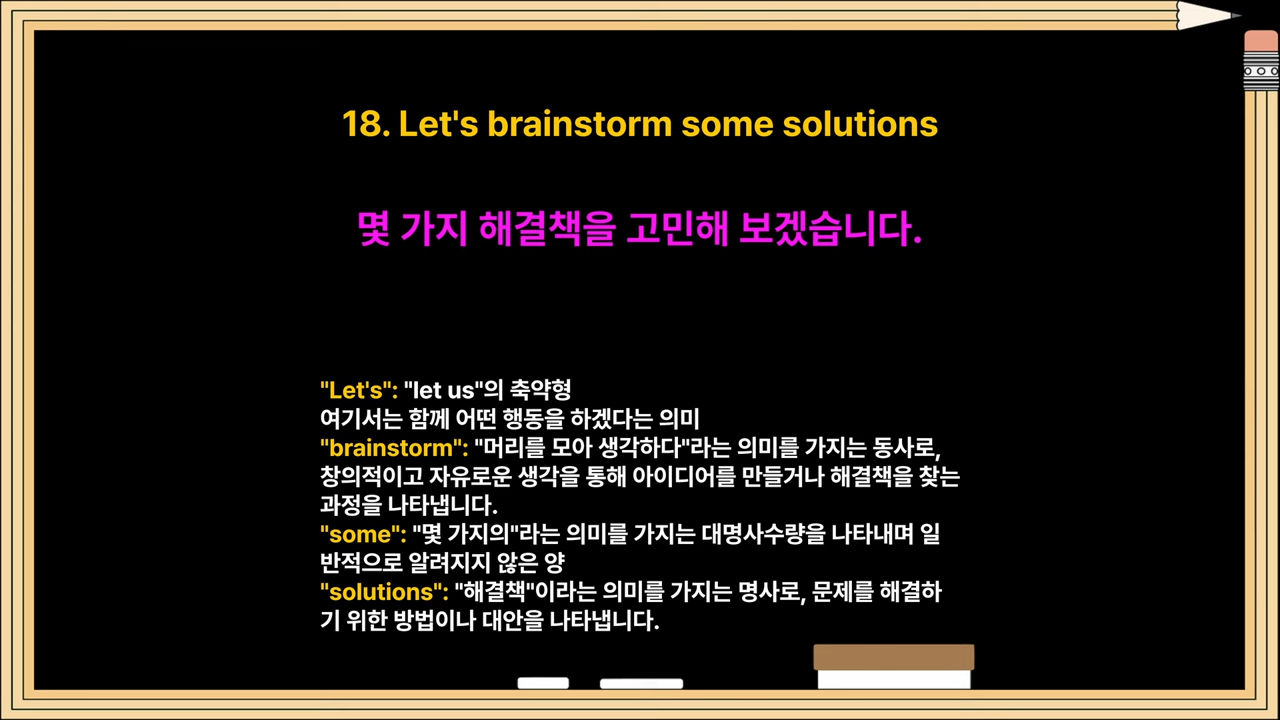 18. Let's brainstorm some solutions
몇 가지 해결책을 고민해 보겠습니다.
"Let's": "let us"의 축약형
여기서는 함께 어떤 행동을 하겠다는 의미
"brainstorm": "머리를 모아 생각하다"라는 의미를 가지는 동사로,
창의적이고 자유로운 생각을 통해 아이디어를 만들거나 해결책을 찾는
과정을 나타냅니다.
"some": "몇 가지의"라는 의미를 가지는 대명사수량을 나타내며 일
반적으로 알려지지 않은 양
"solutions": "해결책"이라는 의미를 가지는 명사로, 문제를 해결하
기 위한 방법이나 대안을 나타냅니다.